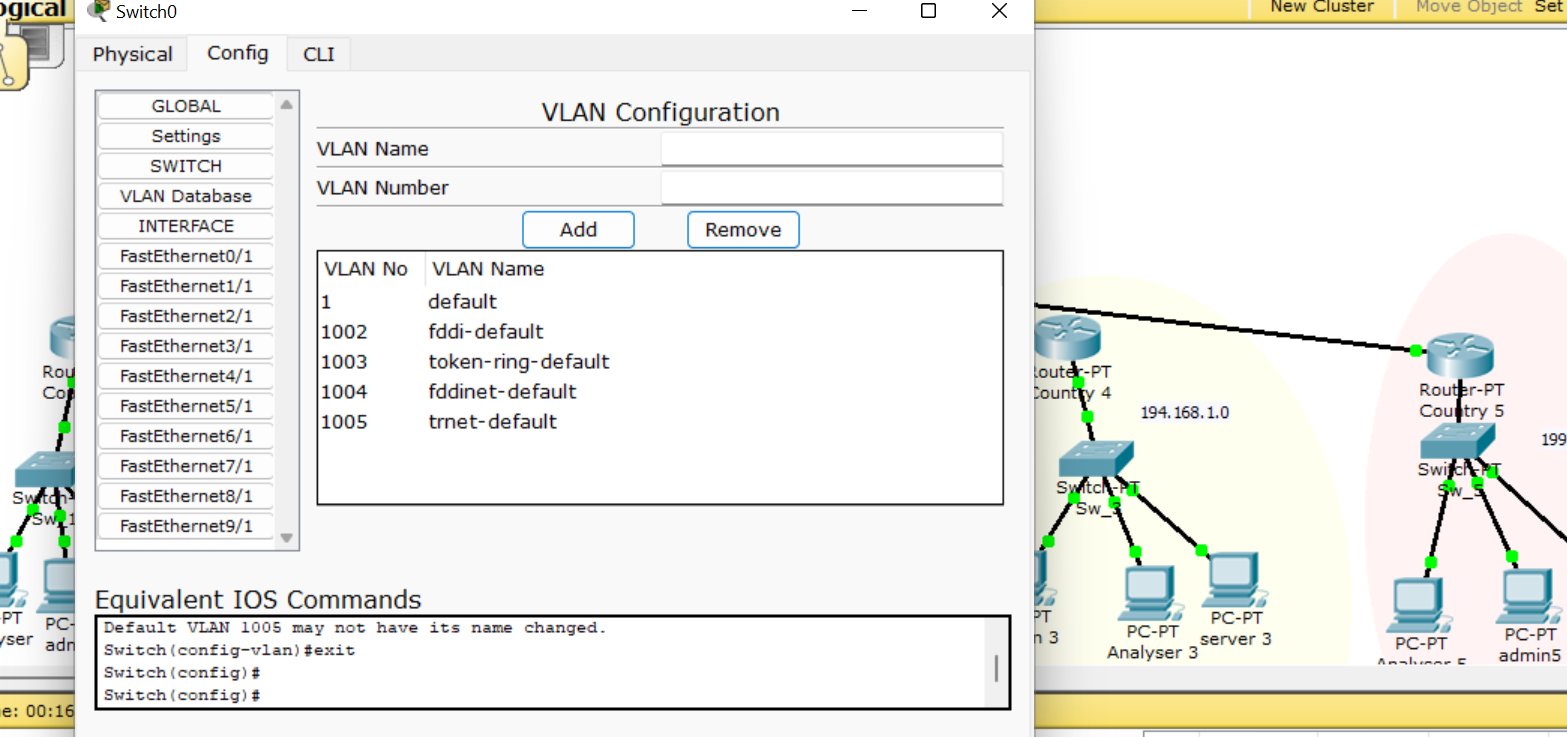 ogical
Switch0
New Cluster
Move Object
Set
Physical
Config
CLI
GLOBAL
Settings
SWITCH
VLAN Database
INTERFACE
FastEthernet0/1
FastEthernet1/1
FastEthernet2/1
FastEthernet3/1
FastEthernet4/1
FastEthernet5/1
FastEthernet6/1
FastEthernet7/1
FastEthernet8/1
FastEthernet9/1
VLAN Configuration
VLAN Name
VLAN Number
Add
Remove
VLAN No VLAN Name
1 default
1002 fddi-default
1003 token-ring-default
1004 fddinet-default
1005 trnet-default
Equivalent IOS Commands
Default VLAN 1005 may not have its name changed.
Switch(config-vlan)#exit
Switch(config)#
Switch(config)#
Rou
Co
Switch-
Sw_1
-PT
yser
PC-
adn
e: 00:16
Router-PT
Country 4
194.168.1.0
Switch-PT
Sw_3
PT
n 3
PC-PT
Analyser 3
PC-PT
server 3
Router-PT
Country 5
199
Switch-PT
Sw_5
PC-PT
Analyser 5
PC-PT
admin5